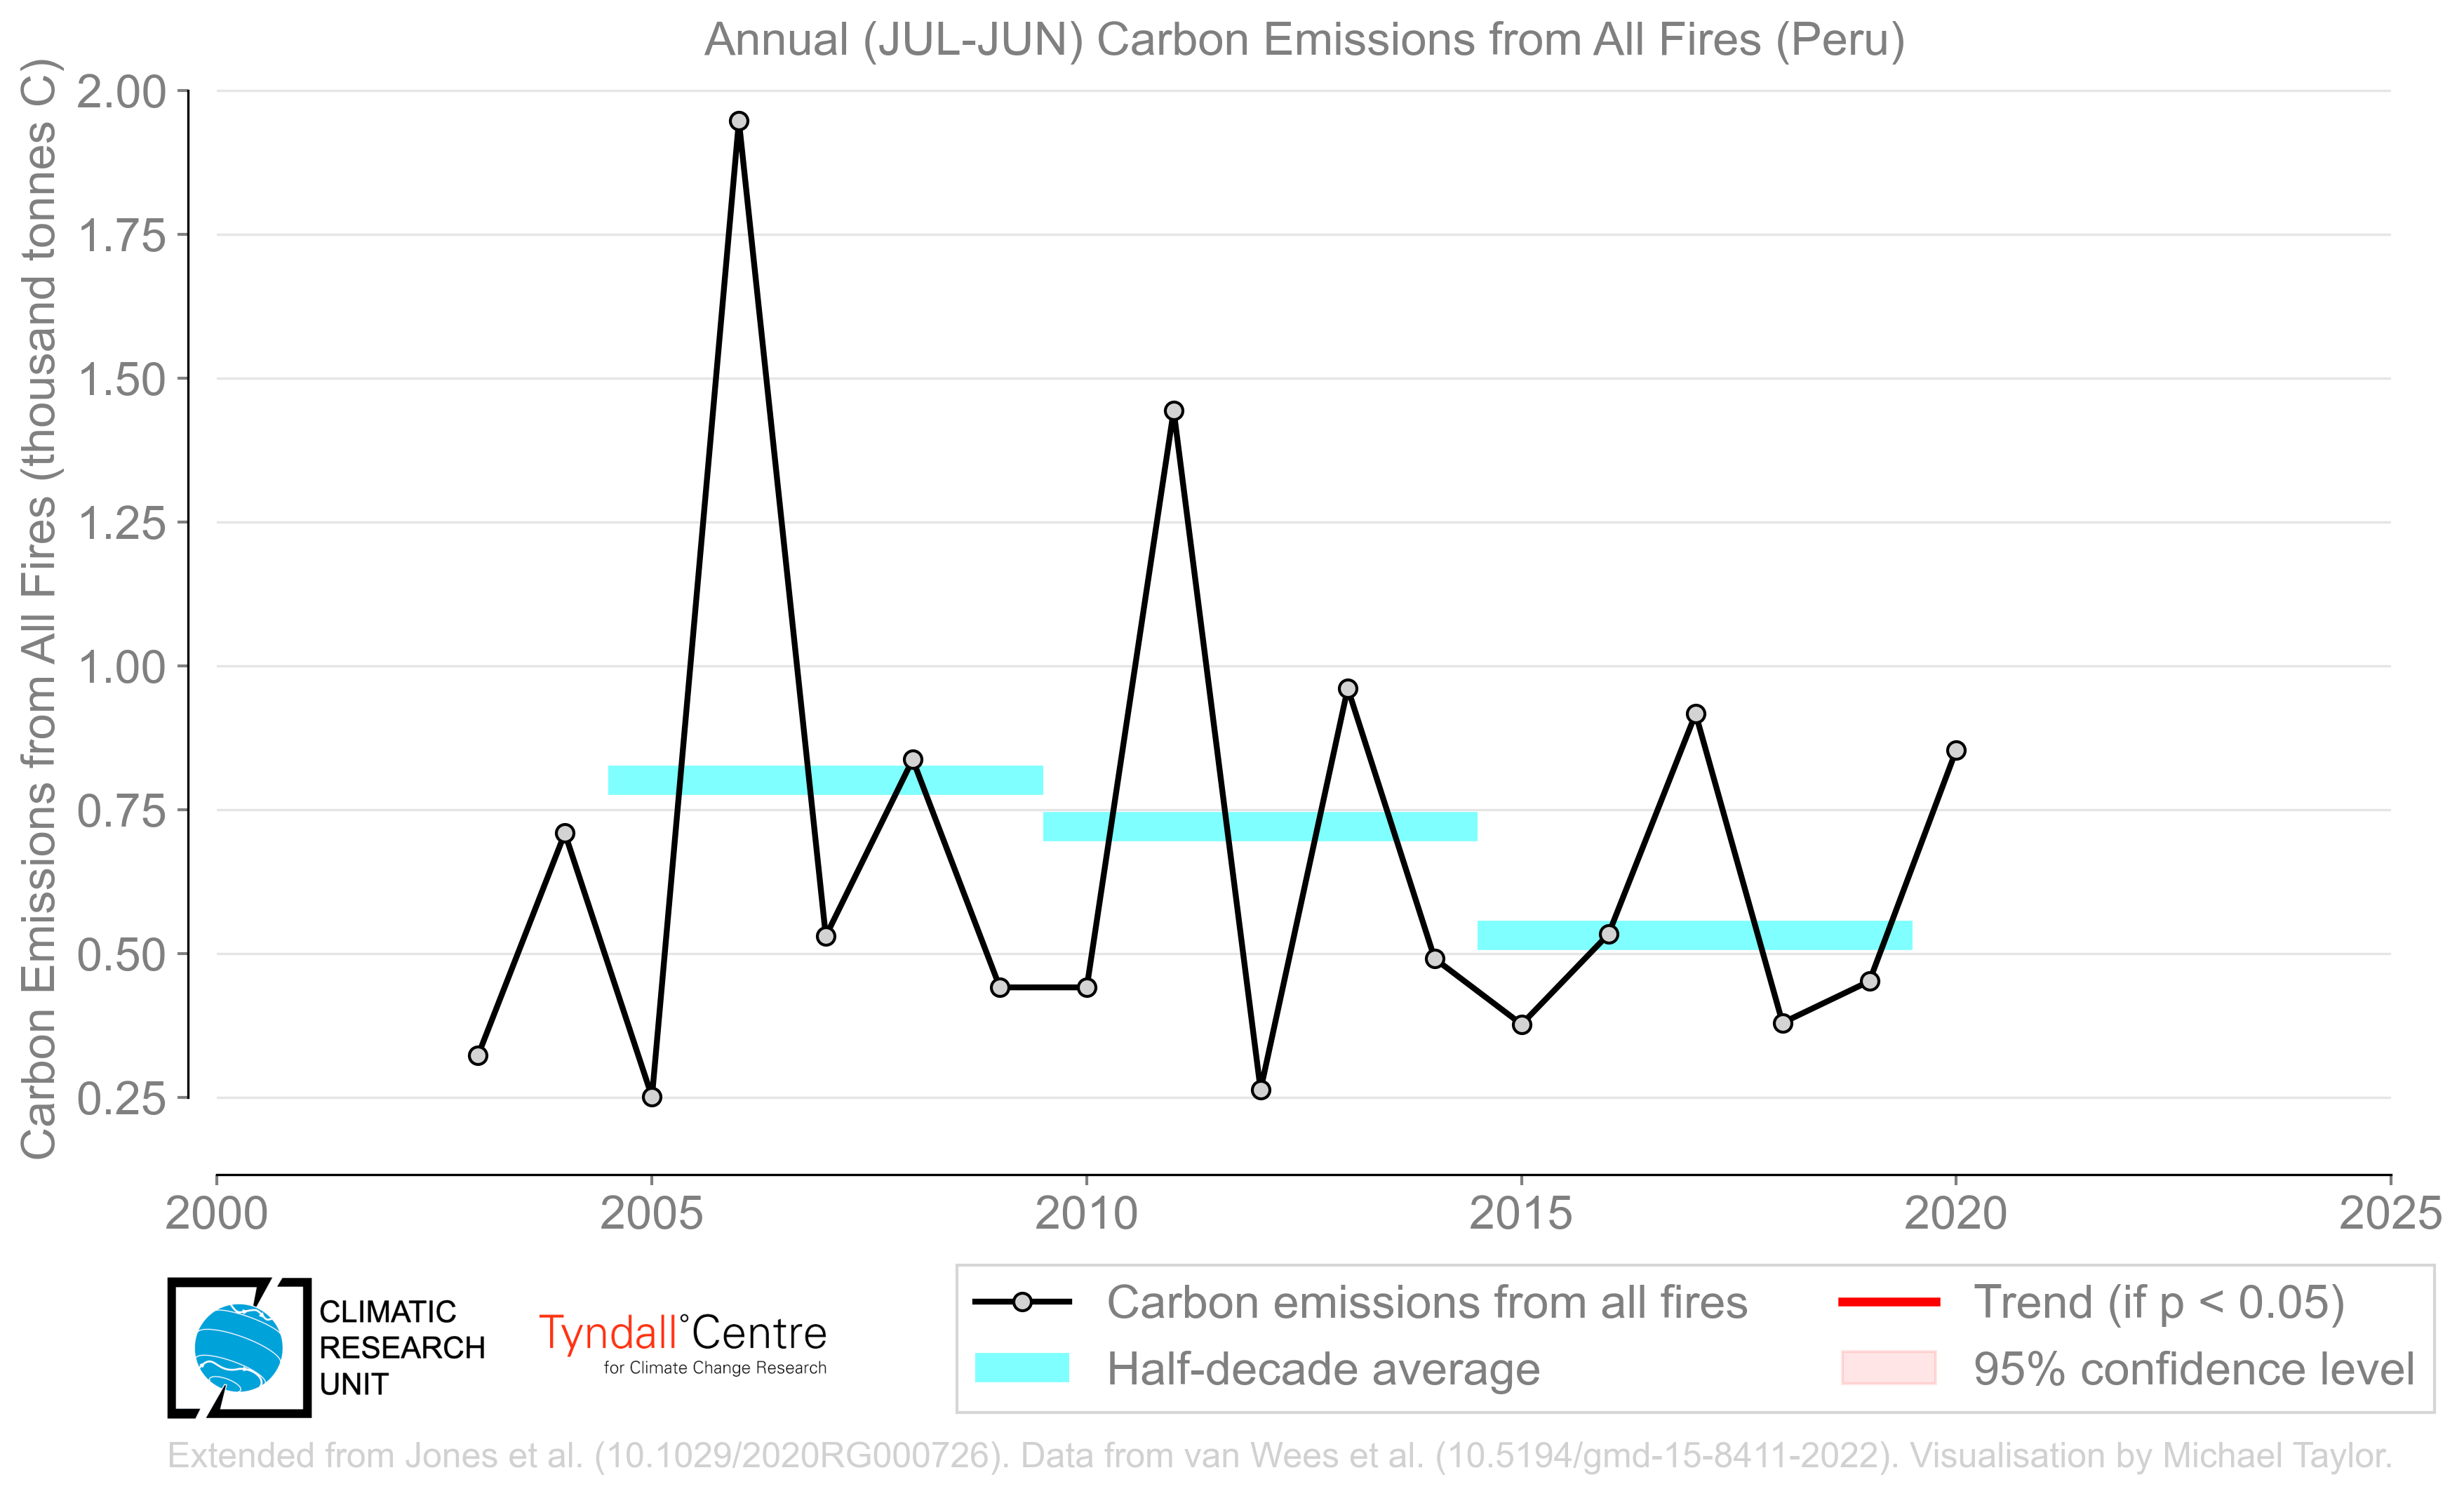 Annual (JUL-JUN) Carbon Emissions from All Fires (Peru)
Carbon Emissions from All Fires (thousand tonnes C)
2.00
1.75
1.50
1.25
1.00
0.75
0.50
0.25
2000 2005 2010 2015 2020 2025
CLIMATIC
RESEARCH
UNIT
Tyndall°Centre
for Climate Change Research
Carbon emissions from all fires
Half-decade average
Trend (if p < 0.05)
95% confidence level
Extended from Jones et al. (10.1029/2020RG000726). Data from van Wees et al. (10.5194/gmd-15-8411-2022). Visualisation by Michael Taylor.